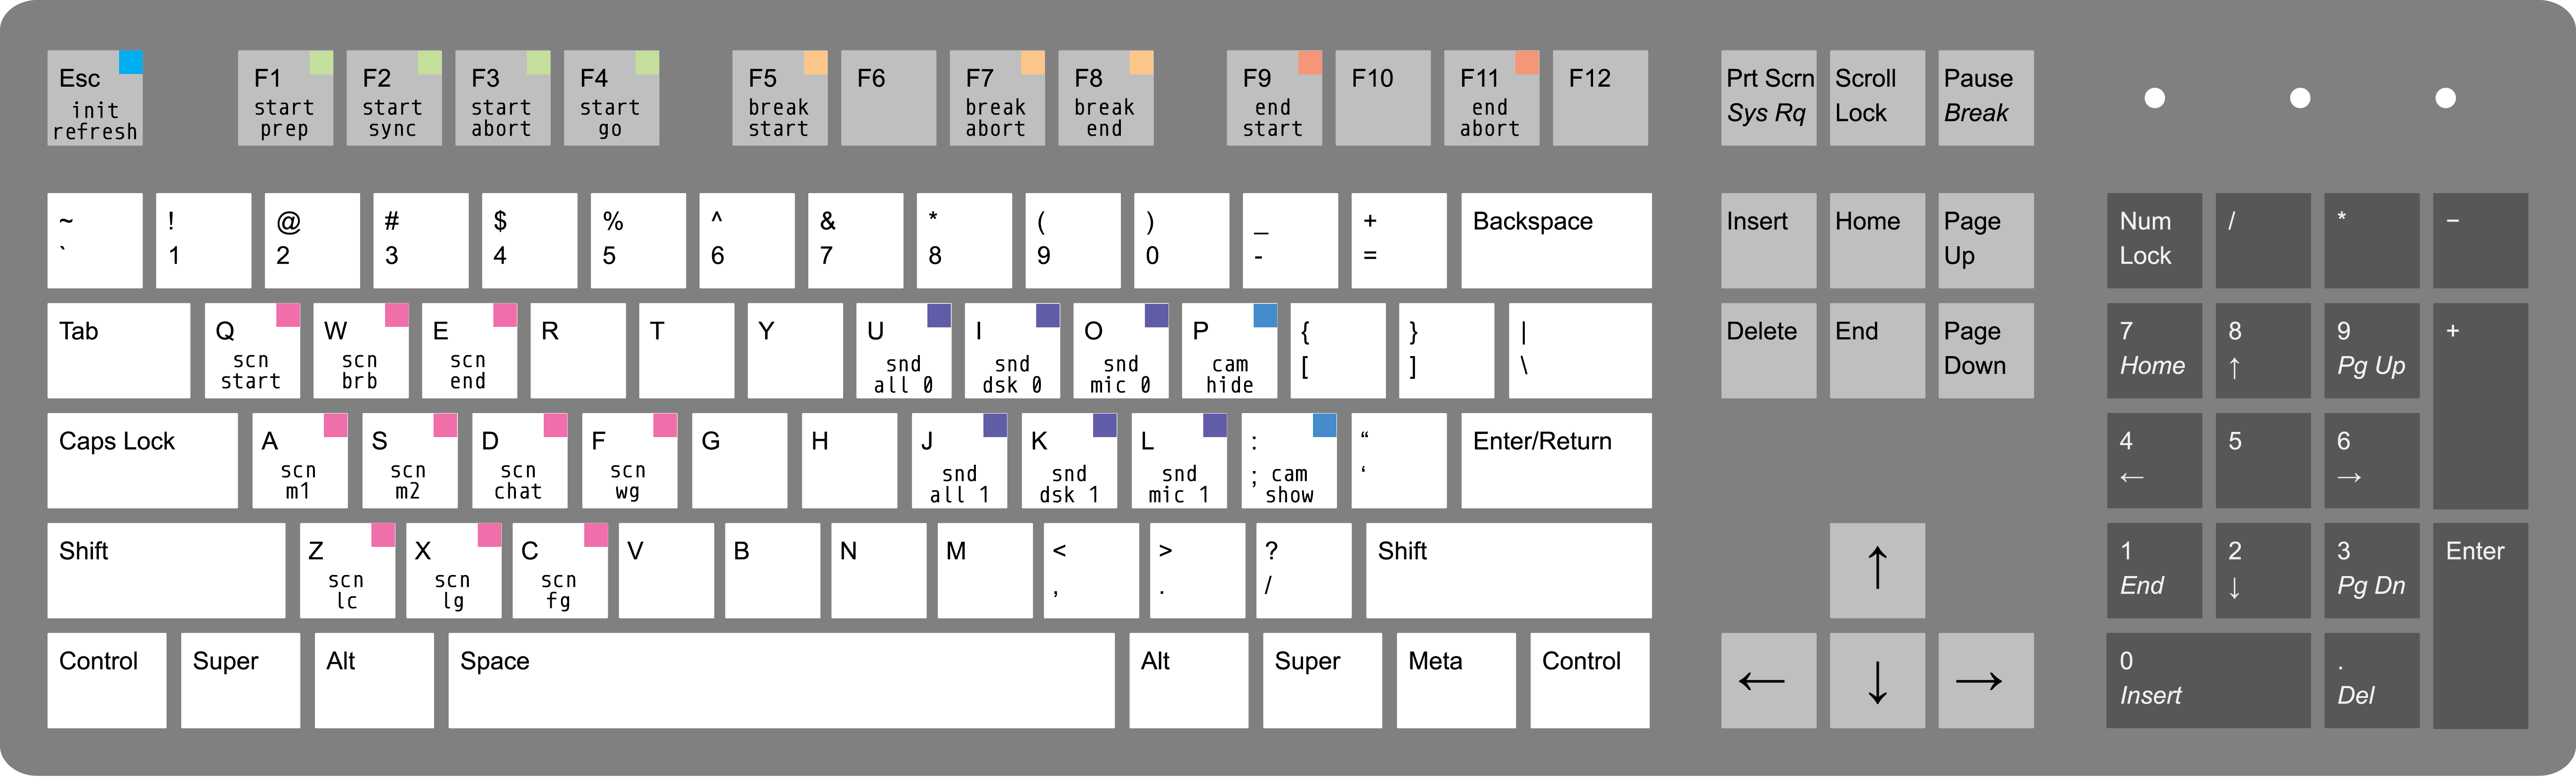 Esc
init
refresh
F1
start
prep
F2
start
sync
F3
start
abort
F4
start
go
F5
break
start
F6
F7
break
abort
F8
break
end
F9
end
start
F10
F11
end
abort
F12
Prt Scrn
Sys Rq
Scroll
Lock
Pause
Break
~
`
!
1
@
2
#
3
$
4
%
5
^
6
&
7
*
8
(
9
)
0
_
-
+
=
Backspace
Insert
Home
Page
Up
Num
Lock
/
*
−
Tab
Q
scn
start
W
scn
brb
E
scn
end
R
T
Y
U
snd
all 0
I
snd
dsk 0
O
snd
mic 0
P
cam
hide
{
[
}
]
|
\
Delete
End
Page
Down
7
Home
8
↑
9
Pg Up
+
Caps Lock
A
scn
m1
S
scn
m2
D
scn
chat
F
scn
wg
G
H
J
snd
all 1
K
snd
dsk 1
L
snd
mic 1
:
; cam
show
“
‘
Enter/Return
4
←
5
6
→
Shift
Z
scn
lc
X
scn
lg
C
scn
fg
V
B
N
M
<
,
>
.
?
/
Shift
↑
1
End
2
↓
3
Pg Dn
Enter
Control
Super
Alt
Space
Alt
Super
Meta
Control
←
↓
→
0
Insert
.
Del